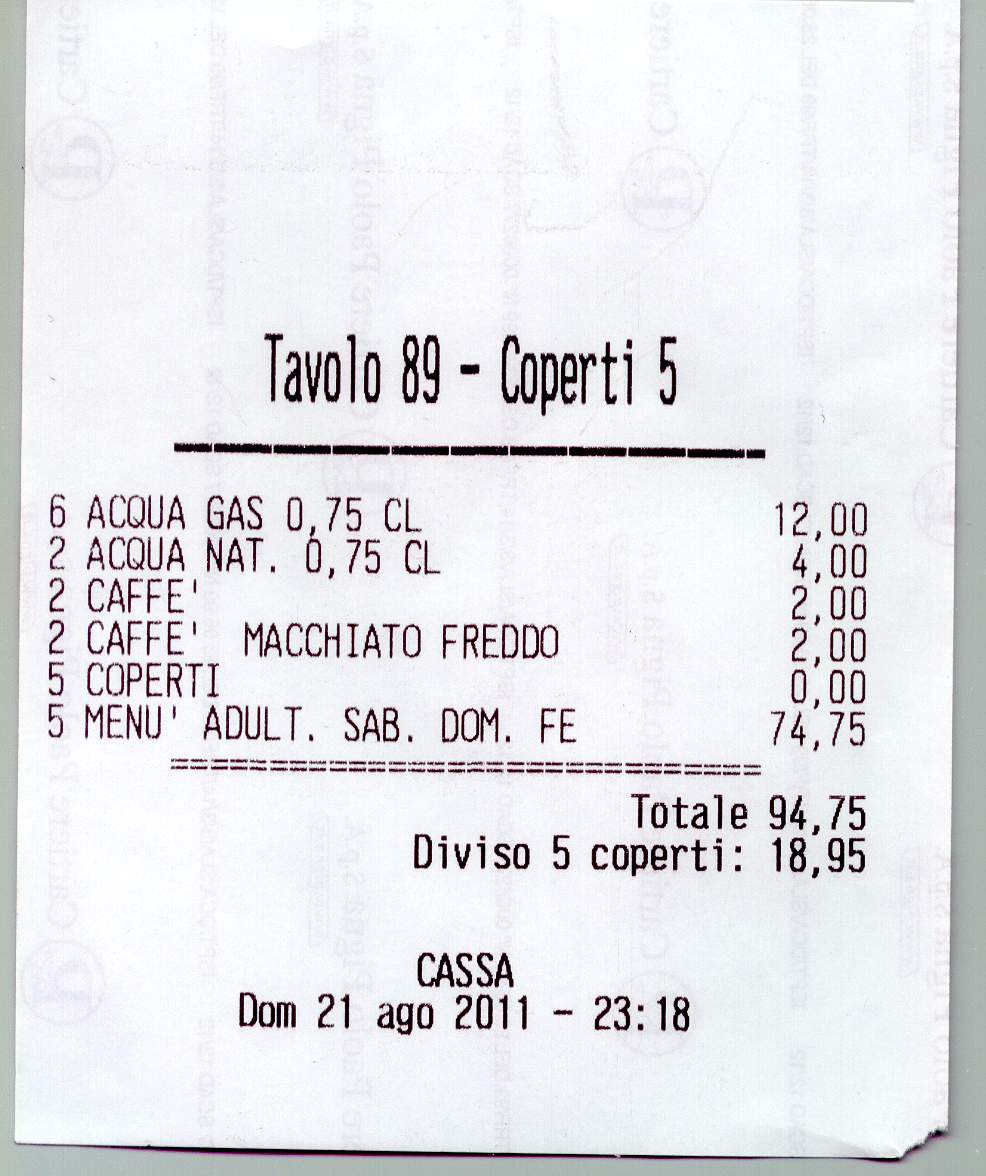 Tavolo 89 - Coperti 5
6 ACQUA GAS 0,75 CL 12,00
2 ACQUA NAT. 0,75 CL 4,00
2 CAFFE' 2,00
2 CAFFE' MACCHIATO FREDDO 2,00
5 COPERTI 0,00
5 MENU' ADULT. SAB. DOM. FE 74,75
Totale 94,75
Diviso 5 coperti: 18,95
CASSA
Dom 21 ago 2011 - 23:18